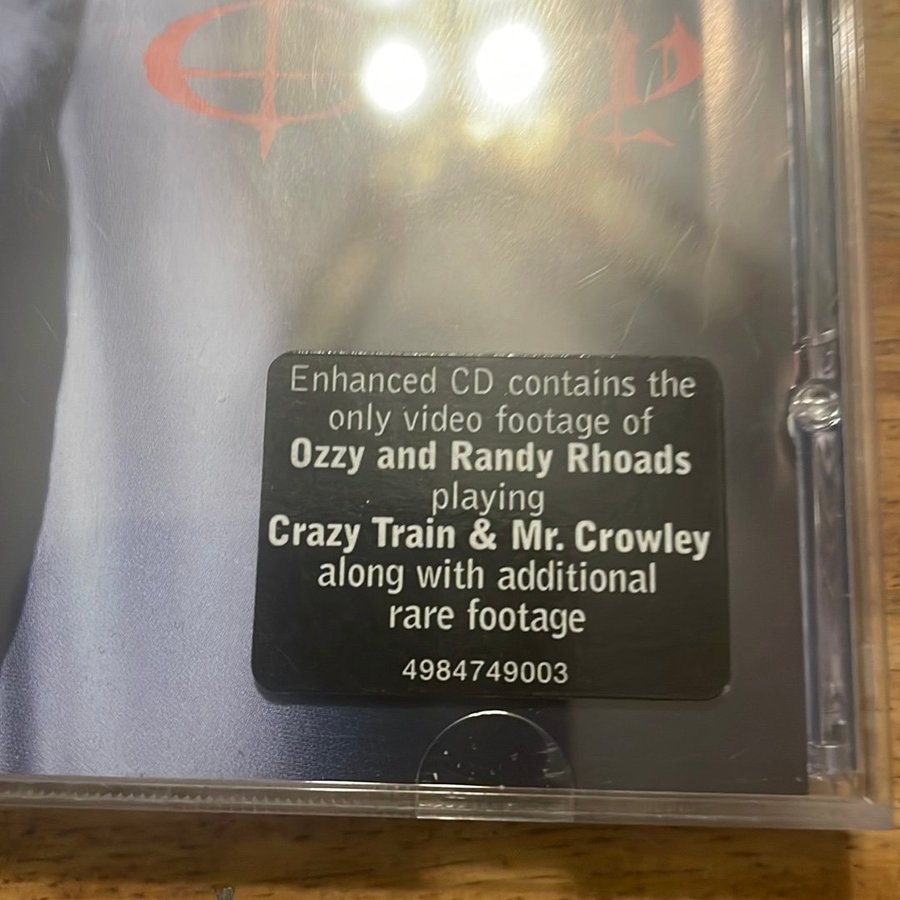 Enhanced CD contains the
only video footage of
Ozzy and Randy Rhoads
playing
Crazy Train & Mr. Crowley
along with additional
rare footage
4984749003